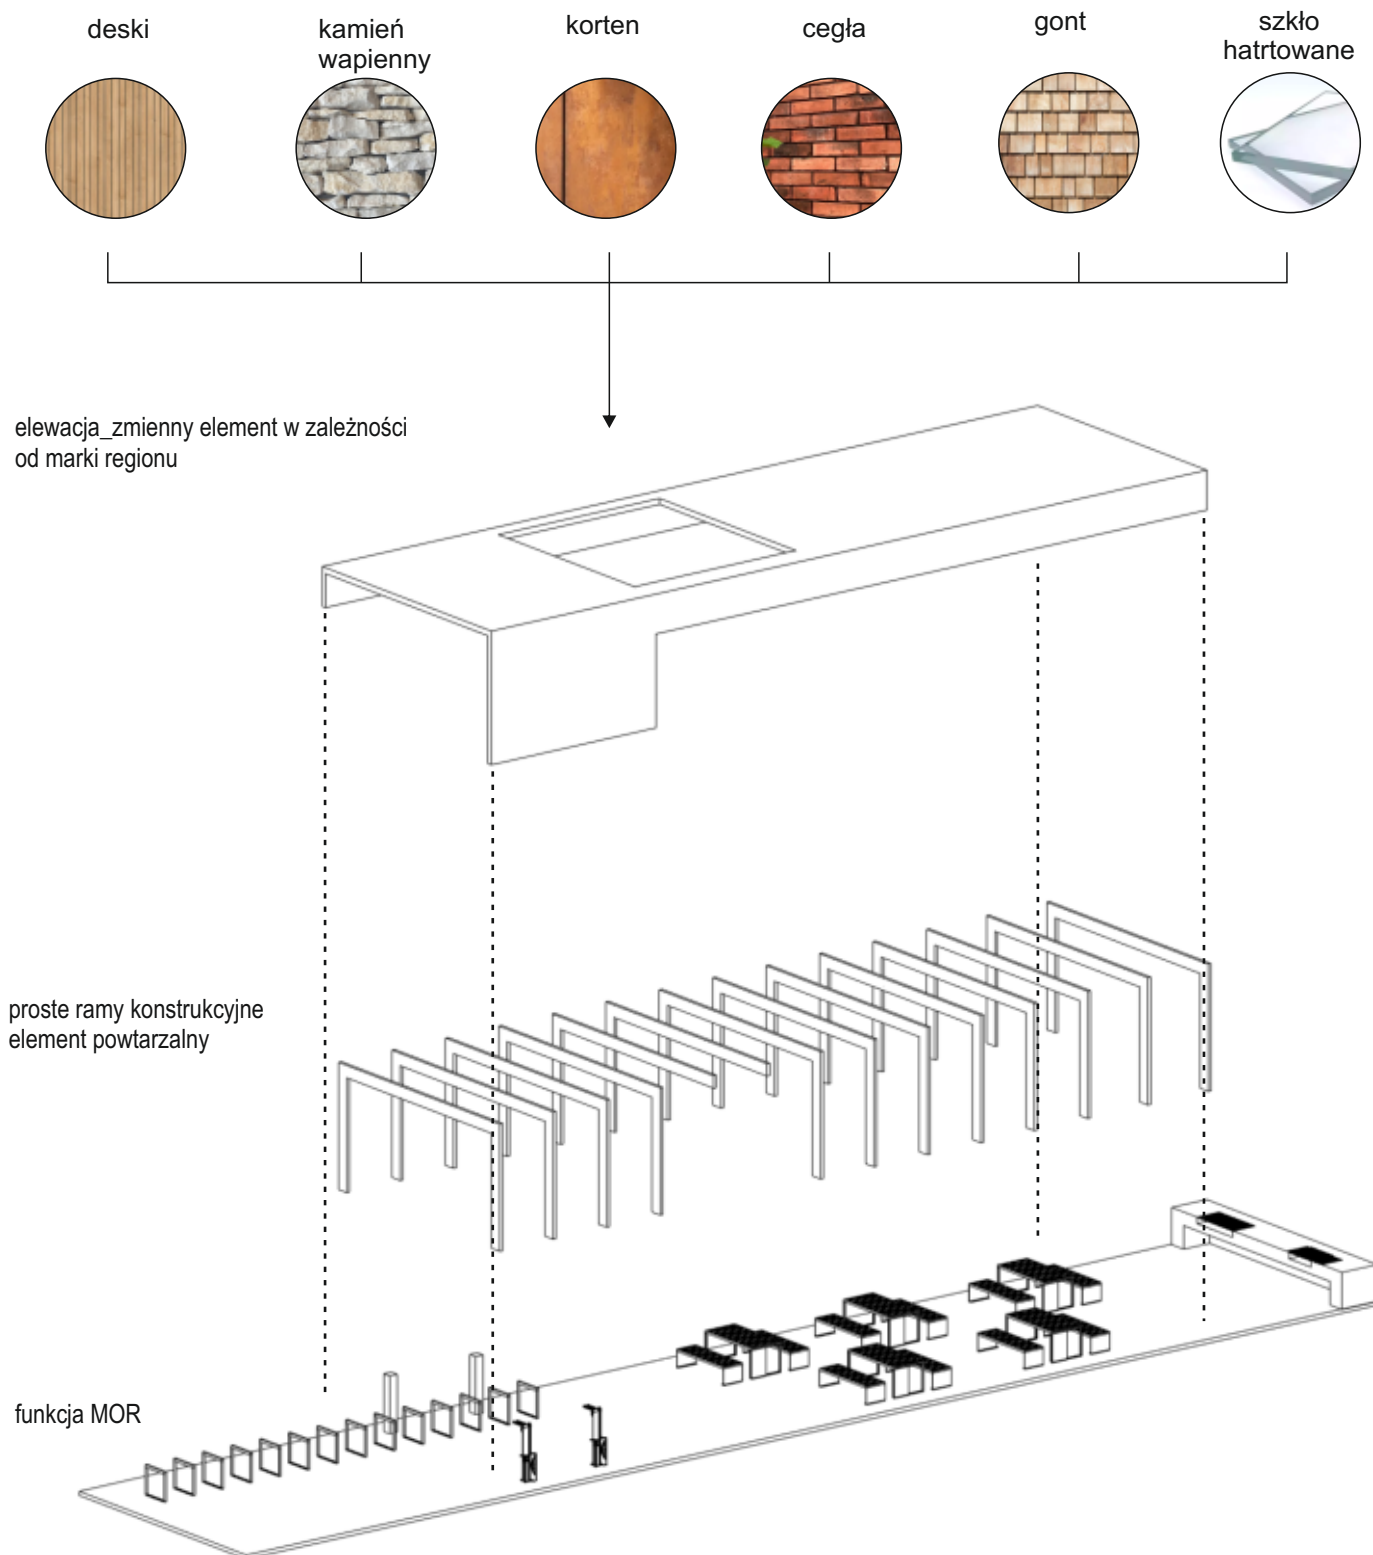 deski
kamień
wapienny
korten
cegła
gont
szkło
hatrtowane
elewacja_zmienny element w zależności
od marki regionu
proste ramy konstrukcyjne
element powtarzalny
funkcja MOR